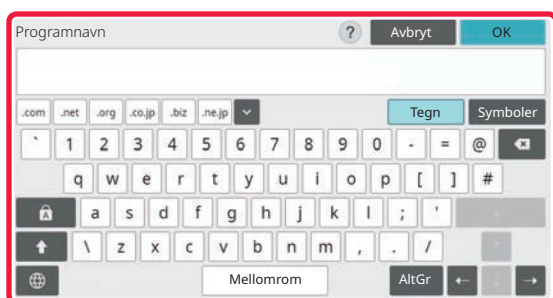 Programnavn ? Avbryt OK
.com .net .org .co.jp .biz .ne.jp Tegn Symboler
` 1 2 3 4 5 6 7 8 9 0 - = @
q w e r t y u i o p [ ] #
A a s d f g h j k l ; '
\ z x c v b n m , . /
Mellomrom AltGr ← ↓ →